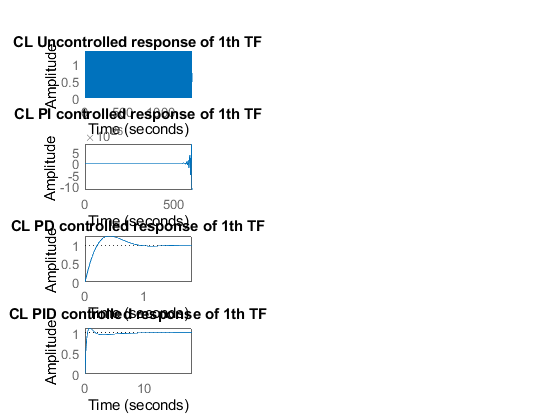 CL Uncontrolled response of 1th TF
Amplitude
1
0.5
0
0 500 1000
Time (seconds)
CL PI controlled response of 1th TF
Amplitude
5
0
-5
-10
0 500
Time (seconds)
CL PD controlled response of 1th TF
Amplitude
1
0.5
0
0 1
Time (seconds)
CL PID controlled response of 1th TF
Amplitude
1
0.5
0
0 10
Time (seconds)